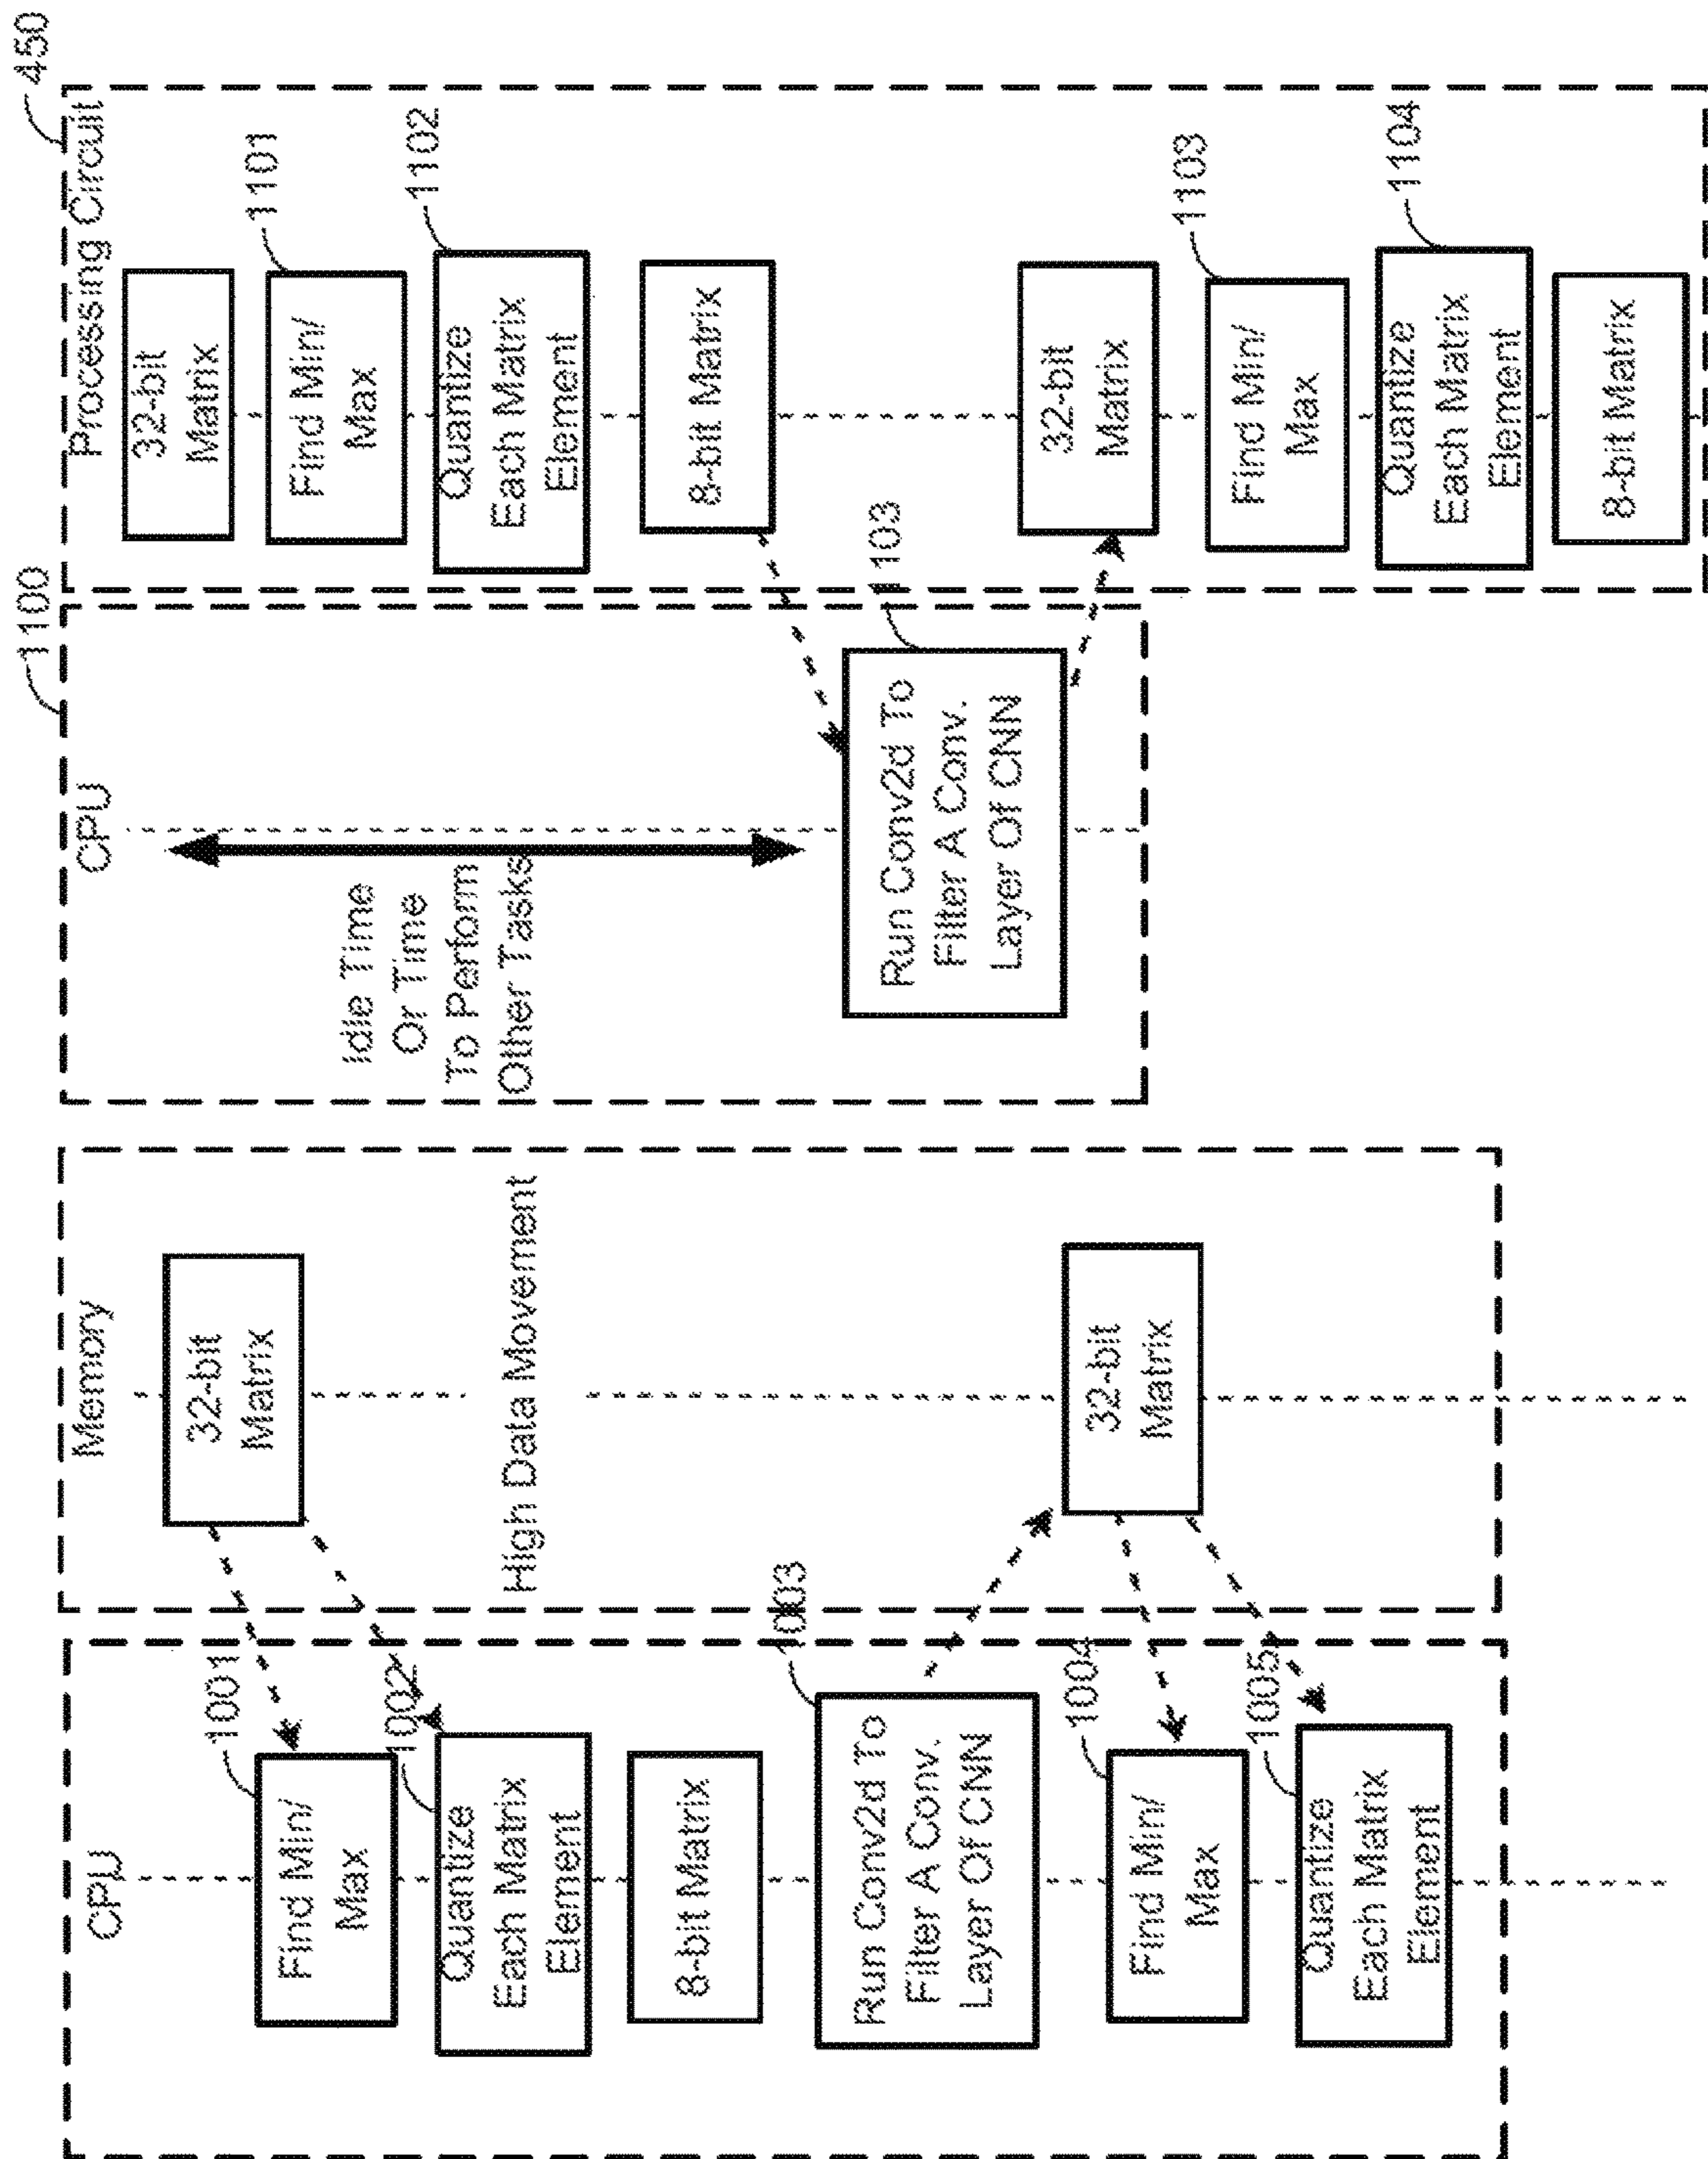 CPU
1001
Find Min/
Max
1002
Quantize
Each Matrix
Element
8-bit Matrix
1003
Run Conv2d To
Filter A Conv.
Layer Of CNN
1004
Find Min/
Max
1005
Quantize
Each Matrix
Element
Memory
32-bit
Matrix
High Data Movement
32-bit
Matrix
1100
CPU
Idle Time
Or Time
To Perform
Other Tasks
1103
Run Conv2d To
Filter A Conv.
Layer Of CNN
450
Processing Circuit
32-bit
Matrix
1101
Find Min/
Max
1102
Quantize
Each Matrix
Element
8-bit Matrix
32-bit
Matrix
1103
Find Min/
Max
1104
Quantize
Each Matrix
Element
8-bit Matrix